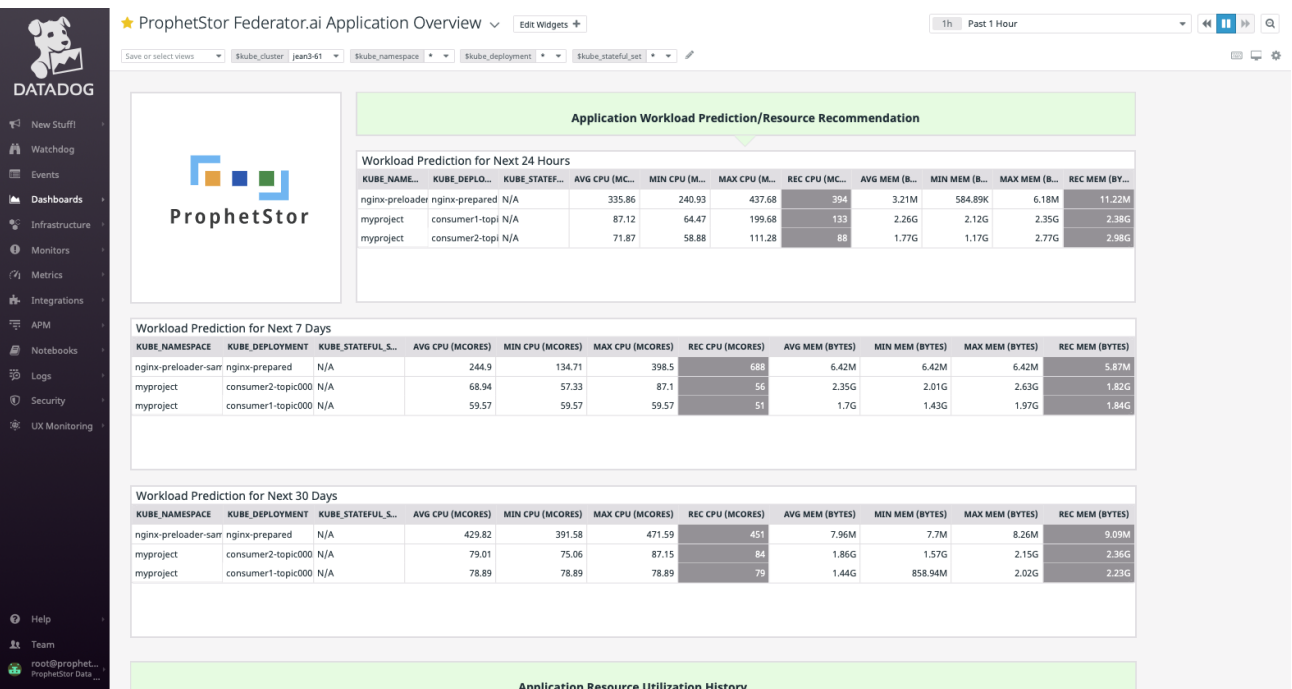 ProphetStor Federator.ai Application Overview Edit Widgets +
1h Past 1 Hour
Save or select views $kube_cluster jean3-61 $kube_namespace * $kube_deployment * $kube_stateful_set *
DATADOG
New Stuff!
Watchdog
Events
Dashboards
Infrastructure
Monitors
Metrics
Integrations
APM
Notebooks
Logs
Security
UX Monitoring
Help
Team
root@prophet...
ProphetStor Data ...
ProphetStor
Application Workload Prediction/Resource Recommendation
Workload Prediction for Next 24 Hours
KUBE_NAME... KUBE_DEPLO... KUBE_STATEF... AVG CPU (MC... MIN CPU (M... MAX CPU (M... REC CPU (MC... AVG MEM (B... MIN MEM (B... MAX MEM (B... REC MEM (BY...
nginx-preloader nginx-prepared N/A 335.86 240.93 437.68 394 3.21M 584.89K 6.18M 11.22M
myproject consumer1-topi N/A 87.12 64.47 199.68 133 2.26G 2.12G 2.35G 2.38G
myproject consumer2-topi N/A 71.87 58.88 111.28 88 1.77G 1.17G 2.77G 2.98G
Workload Prediction for Next 7 Days
KUBE_NAMESPACE KUBE_DEPLOYMENT KUBE_STATEFUL_S... AVG CPU (MCORES) MIN CPU (MCORES) MAX CPU (MCORES) REC CPU (MCORES) AVG MEM (BYTES) MIN MEM (BYTES) MAX MEM (BYTES) REC MEM (BYTES)
nginx-preloader-sam nginx-prepared N/A 244.9 134.71 398.5 688 6.42M 6.42M 6.42M 5.87M
myproject consumer2-topic000 N/A 68.94 57.33 87.1 56 2.35G 2.01G 2.63G 1.82G
myproject consumer1-topic000 N/A 59.57 59.57 59.57 51 1.7G 1.43G 1.97G 1.84G
Workload Prediction for Next 30 Days
KUBE_NAMESPACE KUBE_DEPLOYMENT KUBE_STATEFUL_S... AVG CPU (MCORES) MIN CPU (MCORES) MAX CPU (MCORES) REC CPU (MCORES) AVG MEM (BYTES) MIN MEM (BYTES) MAX MEM (BYTES) REC MEM (BYTES)
nginx-preloader-sam nginx-prepared N/A 429.82 391.58 471.59 451 7.96M 7.7M 8.26M 9.09M
myproject consumer2-topic000 N/A 79.01 75.06 87.15 84 1.86G 1.57G 2.15G 2.36G
myproject consumer1-topic000 N/A 78.89 78.89 78.89 79 1.44G 858.94M 2.02G 2.23G
Application Resource Utilization History